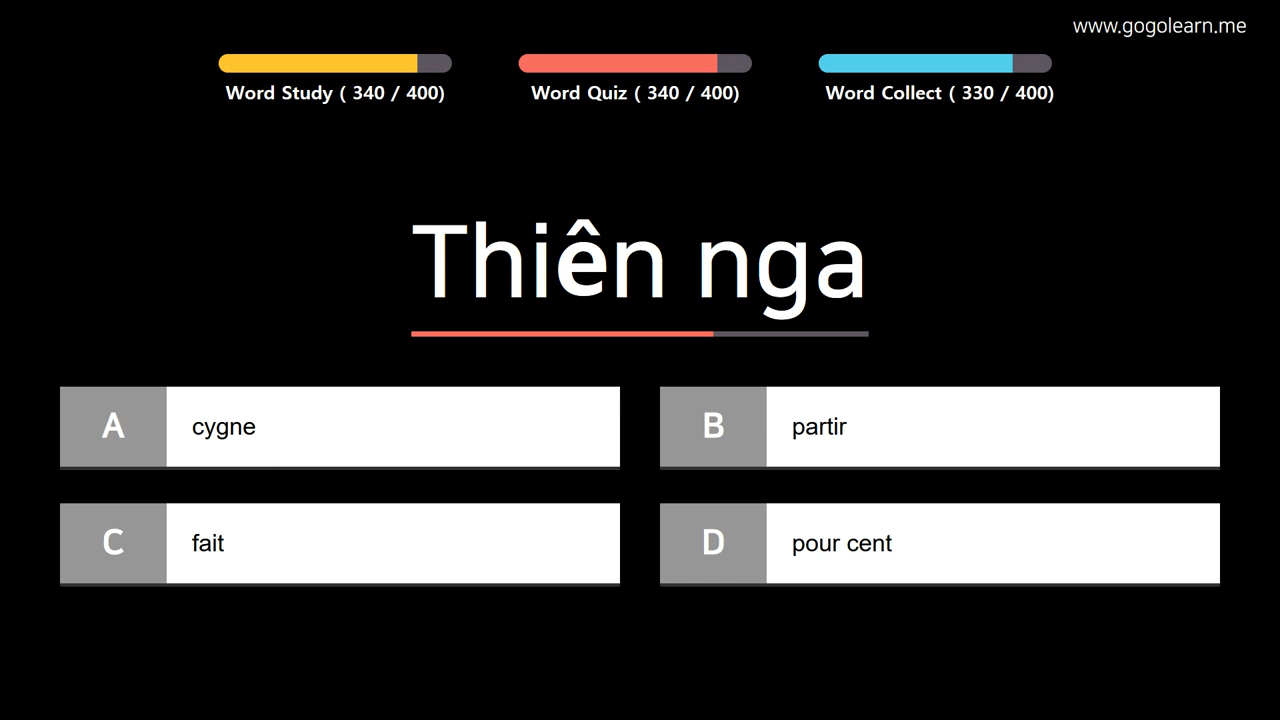 www.gogolearn.me
Word Study ( 340 / 400)
Word Quiz ( 340 / 400)
Word Collect ( 330 / 400)
Thiên nga
A
cygne
B
partir
C
fait
D
pour cent